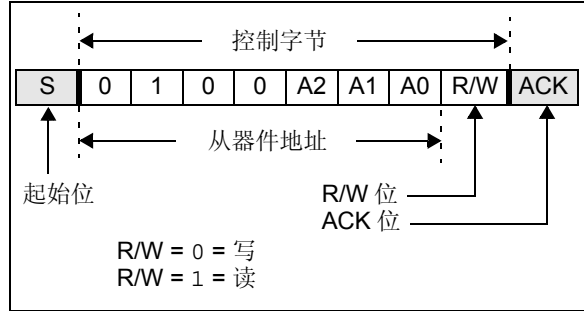 控制字节
S 0 1 0 0 A2 A1 A0 R/W ACK
从器件地址
起始位
R/W 位
ACK 位
R/W = 0 = 写
R/W = 1 = 读